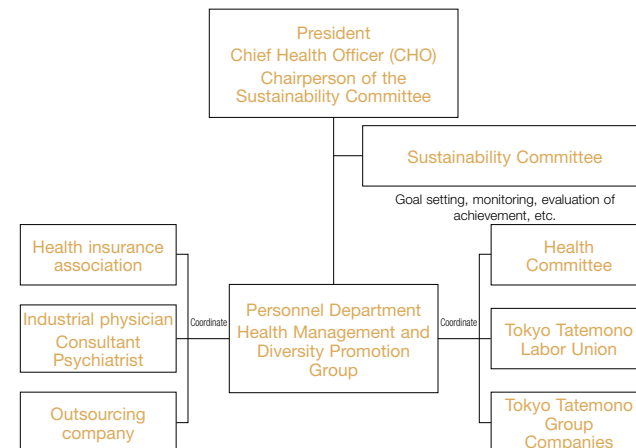 President
Chief Health Officer (CHO)
Chairperson of the
Sustainability Committee
Sustainability Committee
Goal setting, monitoring, evaluation of
achievement, etc.
Health insurance
association
Industrial physician
Consultant
Psychiatrist
Outsourcing
company
Coordinate
Personnel Department
Health Management and
Diversity Promotion
Group
Coordinate
Health
Committee
Tokyo Tatemono
Labor Union
Tokyo Tatemono
Group
Companies